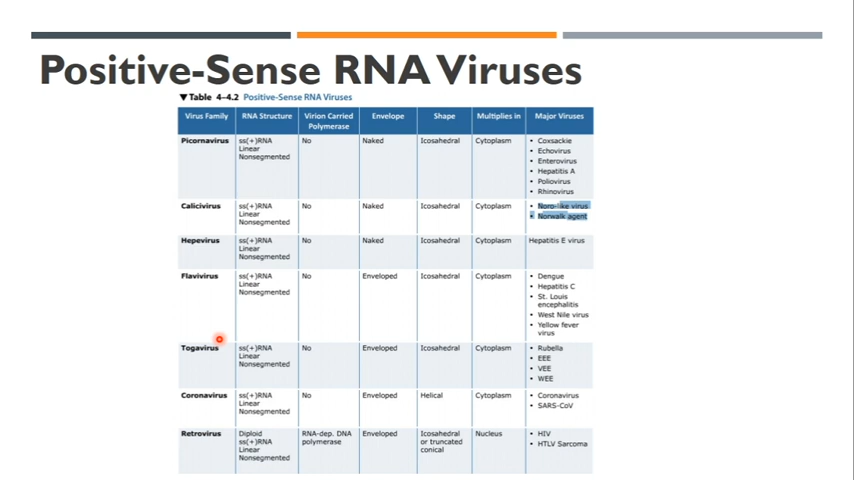 Positive-Sense RNA Viruses
▼ Table 4–4.2 Positive-Sense RNA Viruses
Virus Family RNA Structure Virion Carried Polymerase Envelope Shape Multiplies in Major Viruses
Picornavirus ss(+)RNA Linear Nonsegmented No Naked Icosahedral Cytoplasm
• Coxsackie
• Echovirus
• Enterovirus
• Hepatitis A
• Poliovirus
• Rhinovirus
Calicivirus ss(+)RNA Linear Nonsegmented No Naked Icosahedral Cytoplasm
• Noro-like virus
• Norwalk agent
Hepevirus ss(+)RNA Linear Nonsegmented No Naked Icosahedral Cytoplasm Hepatitis E virus
Flavivirus ss(+)RNA Linear Nonsegmented No Enveloped Icosahedral Cytoplasm
• Dengue
• Hepatitis C
• St. Louis
encephalitis
• West Nile virus
• Yellow fever
virus
Togavirus ss(+)RNA Linear Nonsegmented No Enveloped Icosahedral Cytoplasm
• Rubella
• EEE
• VEE
• WEE
Coronavirus ss(+)RNA Linear Nonsegmented No Enveloped Helical Cytoplasm
• Coronavirus
• SARS-CoV
Retrovirus Diploid ss(+)RNA Linear Nonsegmented RNA-dep. DNA polymerase Enveloped Icosahedral or truncated conical Nucleus
• HIV
• HTLV Sarcoma